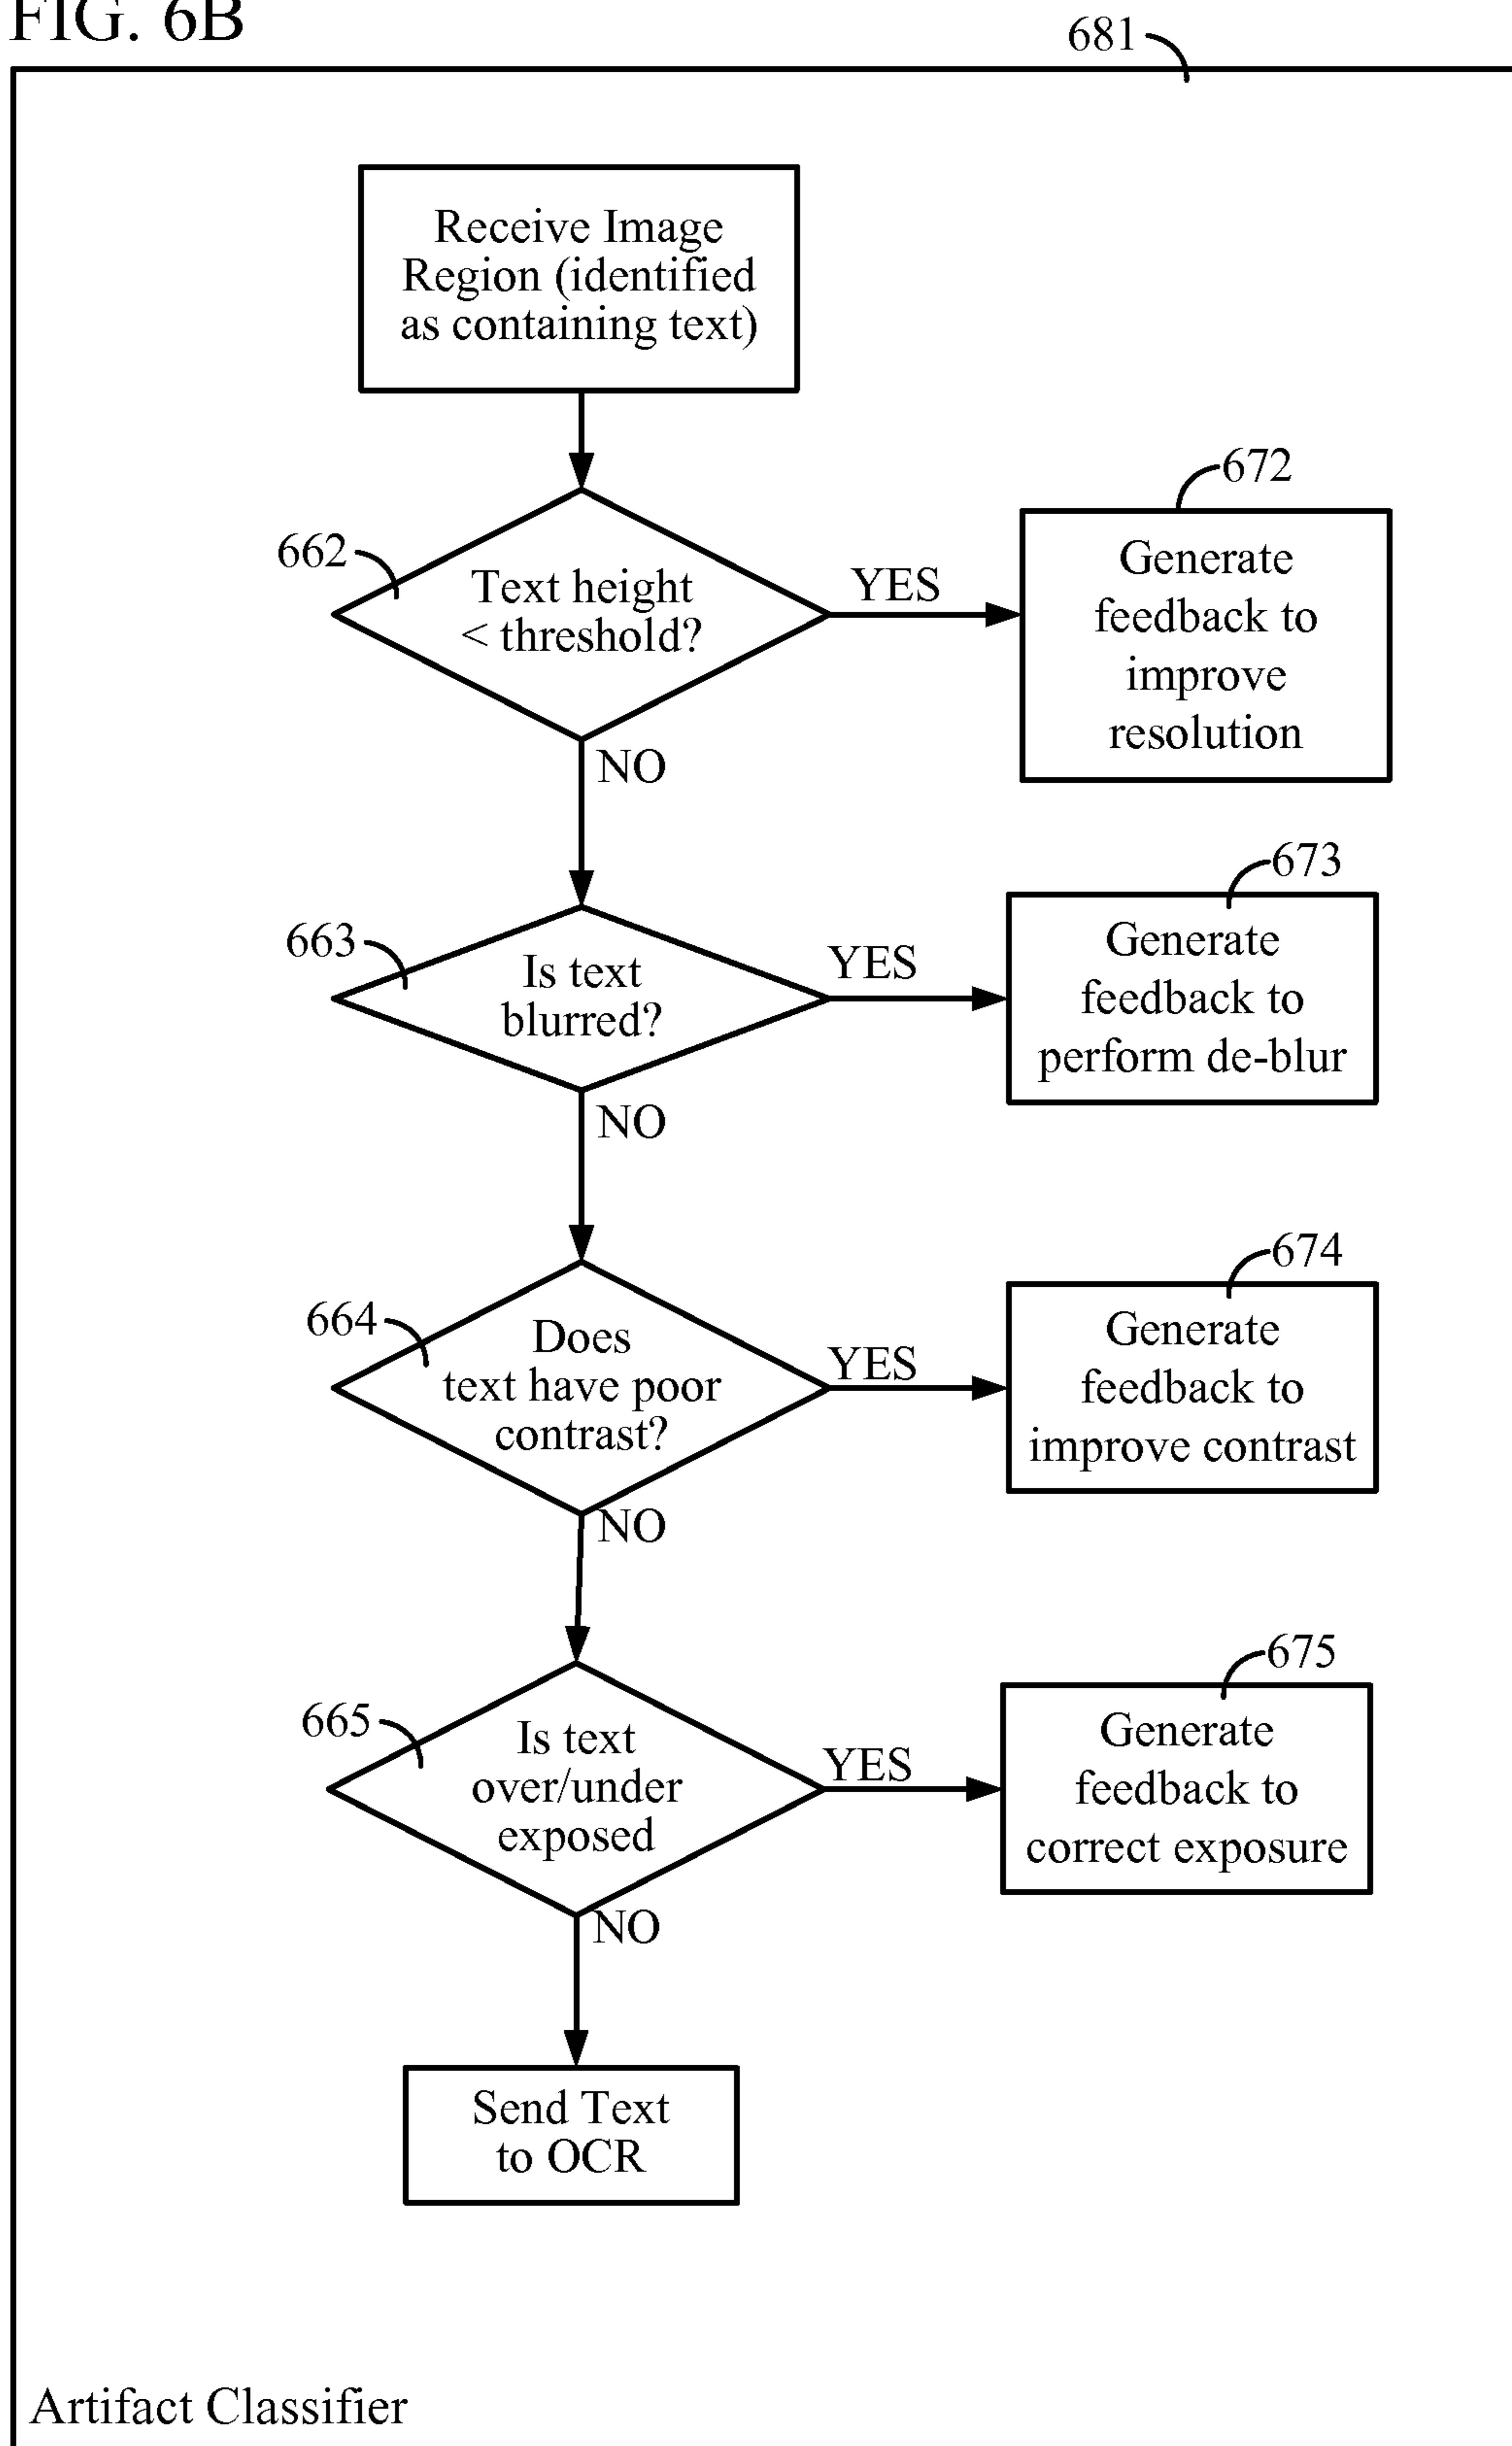 FIG. 6B
681
Receive Image
Region (identified
as containing text)
672
662
Text height
< threshold?
YES
Generate
feedback to
improve
resolution
NO
673
663
Is text
blurred?
YES
Generate
feedback to
perform de-blur
NO
674
664
Does
text have poor
contrast?
YES
Generate
feedback to
improve contrast
NO
675
665
Is text
over/under
exposed
YES
Generate
feedback to
correct exposure
NO
Send Text
to OCR
Artifact Classifier